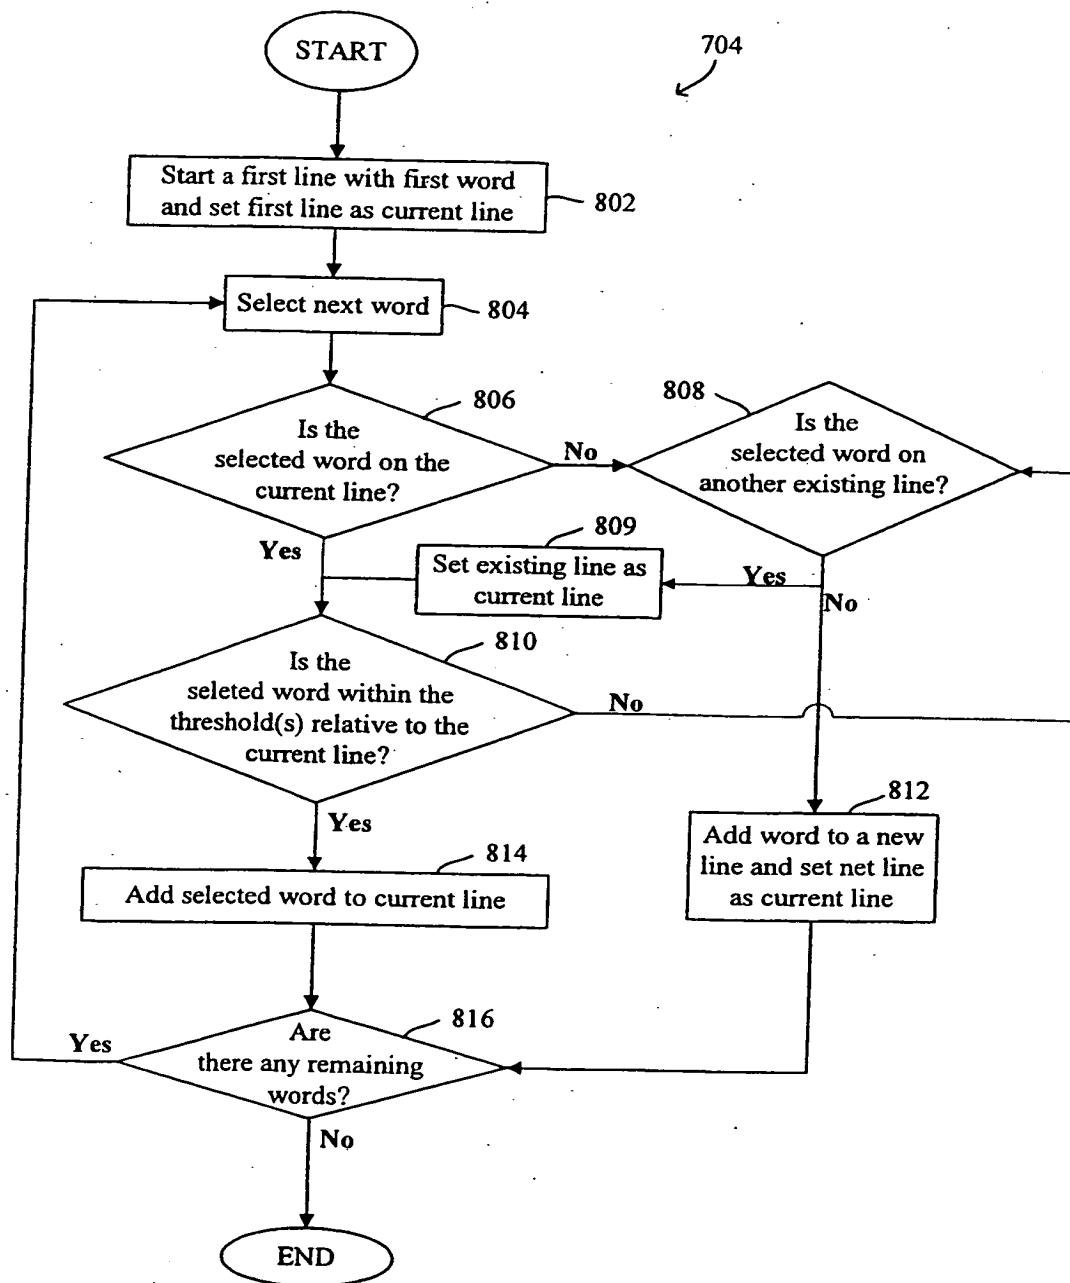 START
704
Start a first line with first word
and set first line as current line
802
Select next word
804
806
Is the
selected word on the
current line?
No
808
Is the
selected word on
another existing line?
Yes
809
Set existing line as
current line
Yes
No
810
Is the
seleted word within the
threshold(s) relative to the
current line?
No
Yes
812
Add word to a new
line and set net line
as current line
814
Add selected word to current line
816
Are
there any remaining
words?
Yes
No
END